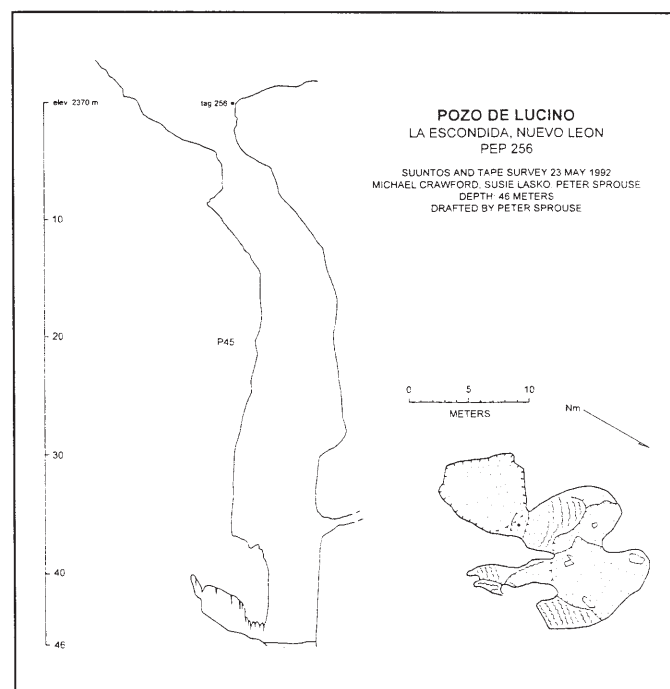 POZO DE LUCINO
LA ESCONDIDA, NUEVO LEON
PEP 256
SUUNTOS AND TAPE SURVEY 23 MAY 1992
MICHAEL CRAWFORD, SUSIE LASKO, PETER SPROUSE
DEPTH: 46 METERS
DRAFTED BY PETER SPROUSE
elev. 2370 m
tag 256
10
20
P45
30
40
46
0 5 10
METERS
Nm